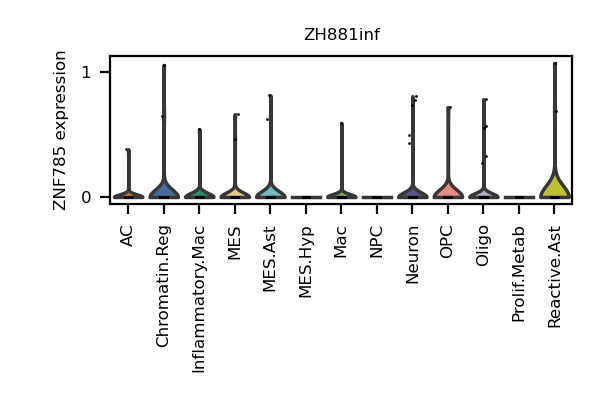 ZH881inf
ZNF785 expression
1
0
AC
Chromatin.Reg
Inflammatory.Mac
MES
MES.Ast
MES.Hyp
Mac
NPC
Neuron
OPC
Oligo
Prolif.Metab
Reactive.Ast